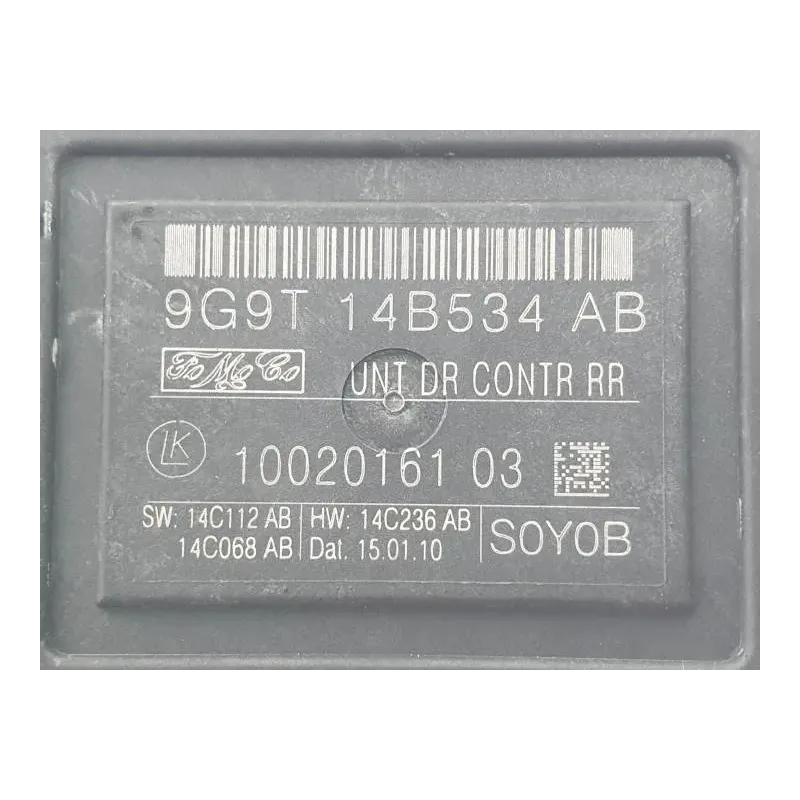 9G9T 14B534 AB
FoMoCo UNT DR CONTR RR
LK 10020161 03
SW: 14C112 AB HW: 14C236 AB
14C068 AB Dat. 15.01.10 SOYOB